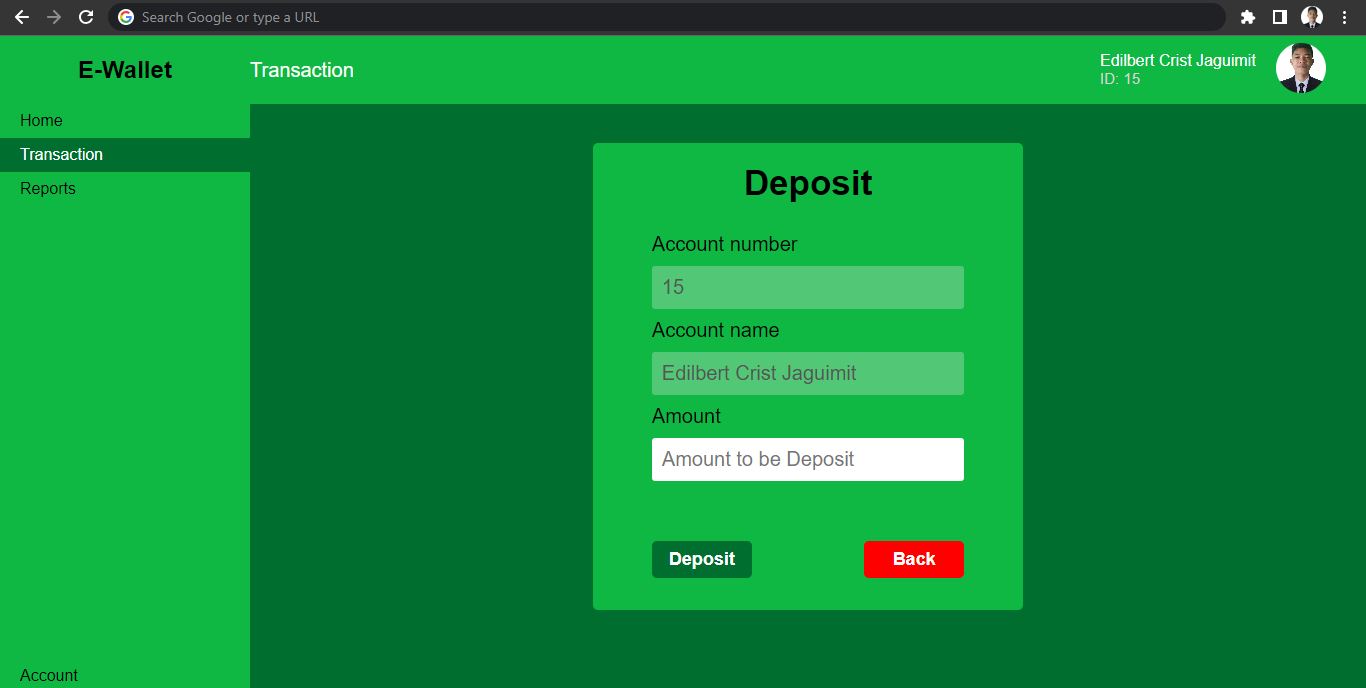 Search Google or type a URL
E-Wallet
Transaction
Edilbert Crist Jaguimit
ID: 15
Home
Transaction
Reports
Account
Deposit
Account number
15
Account name
Edilbert Crist Jaguimit
Amount
Amount to be Deposit
Deposit
Back